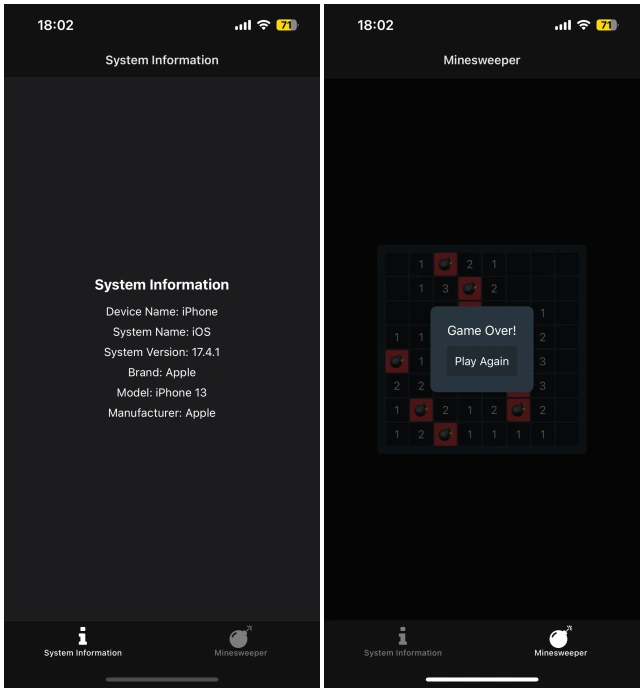 18:02
71
System Information
System Information
Device Name: iPhone
System Name: iOS
System Version: 17.4.1
Brand: Apple
Model: iPhone 13
Manufacturer: Apple
System Information
Minesweeper
18:02
71
Minesweeper
1 2 1
1 3 2
1
1 1 2
1 3
2 2 3
1 2 1 2
1 2 1 1 1 1
Game Over!
Play Again
System Information
Minesweeper